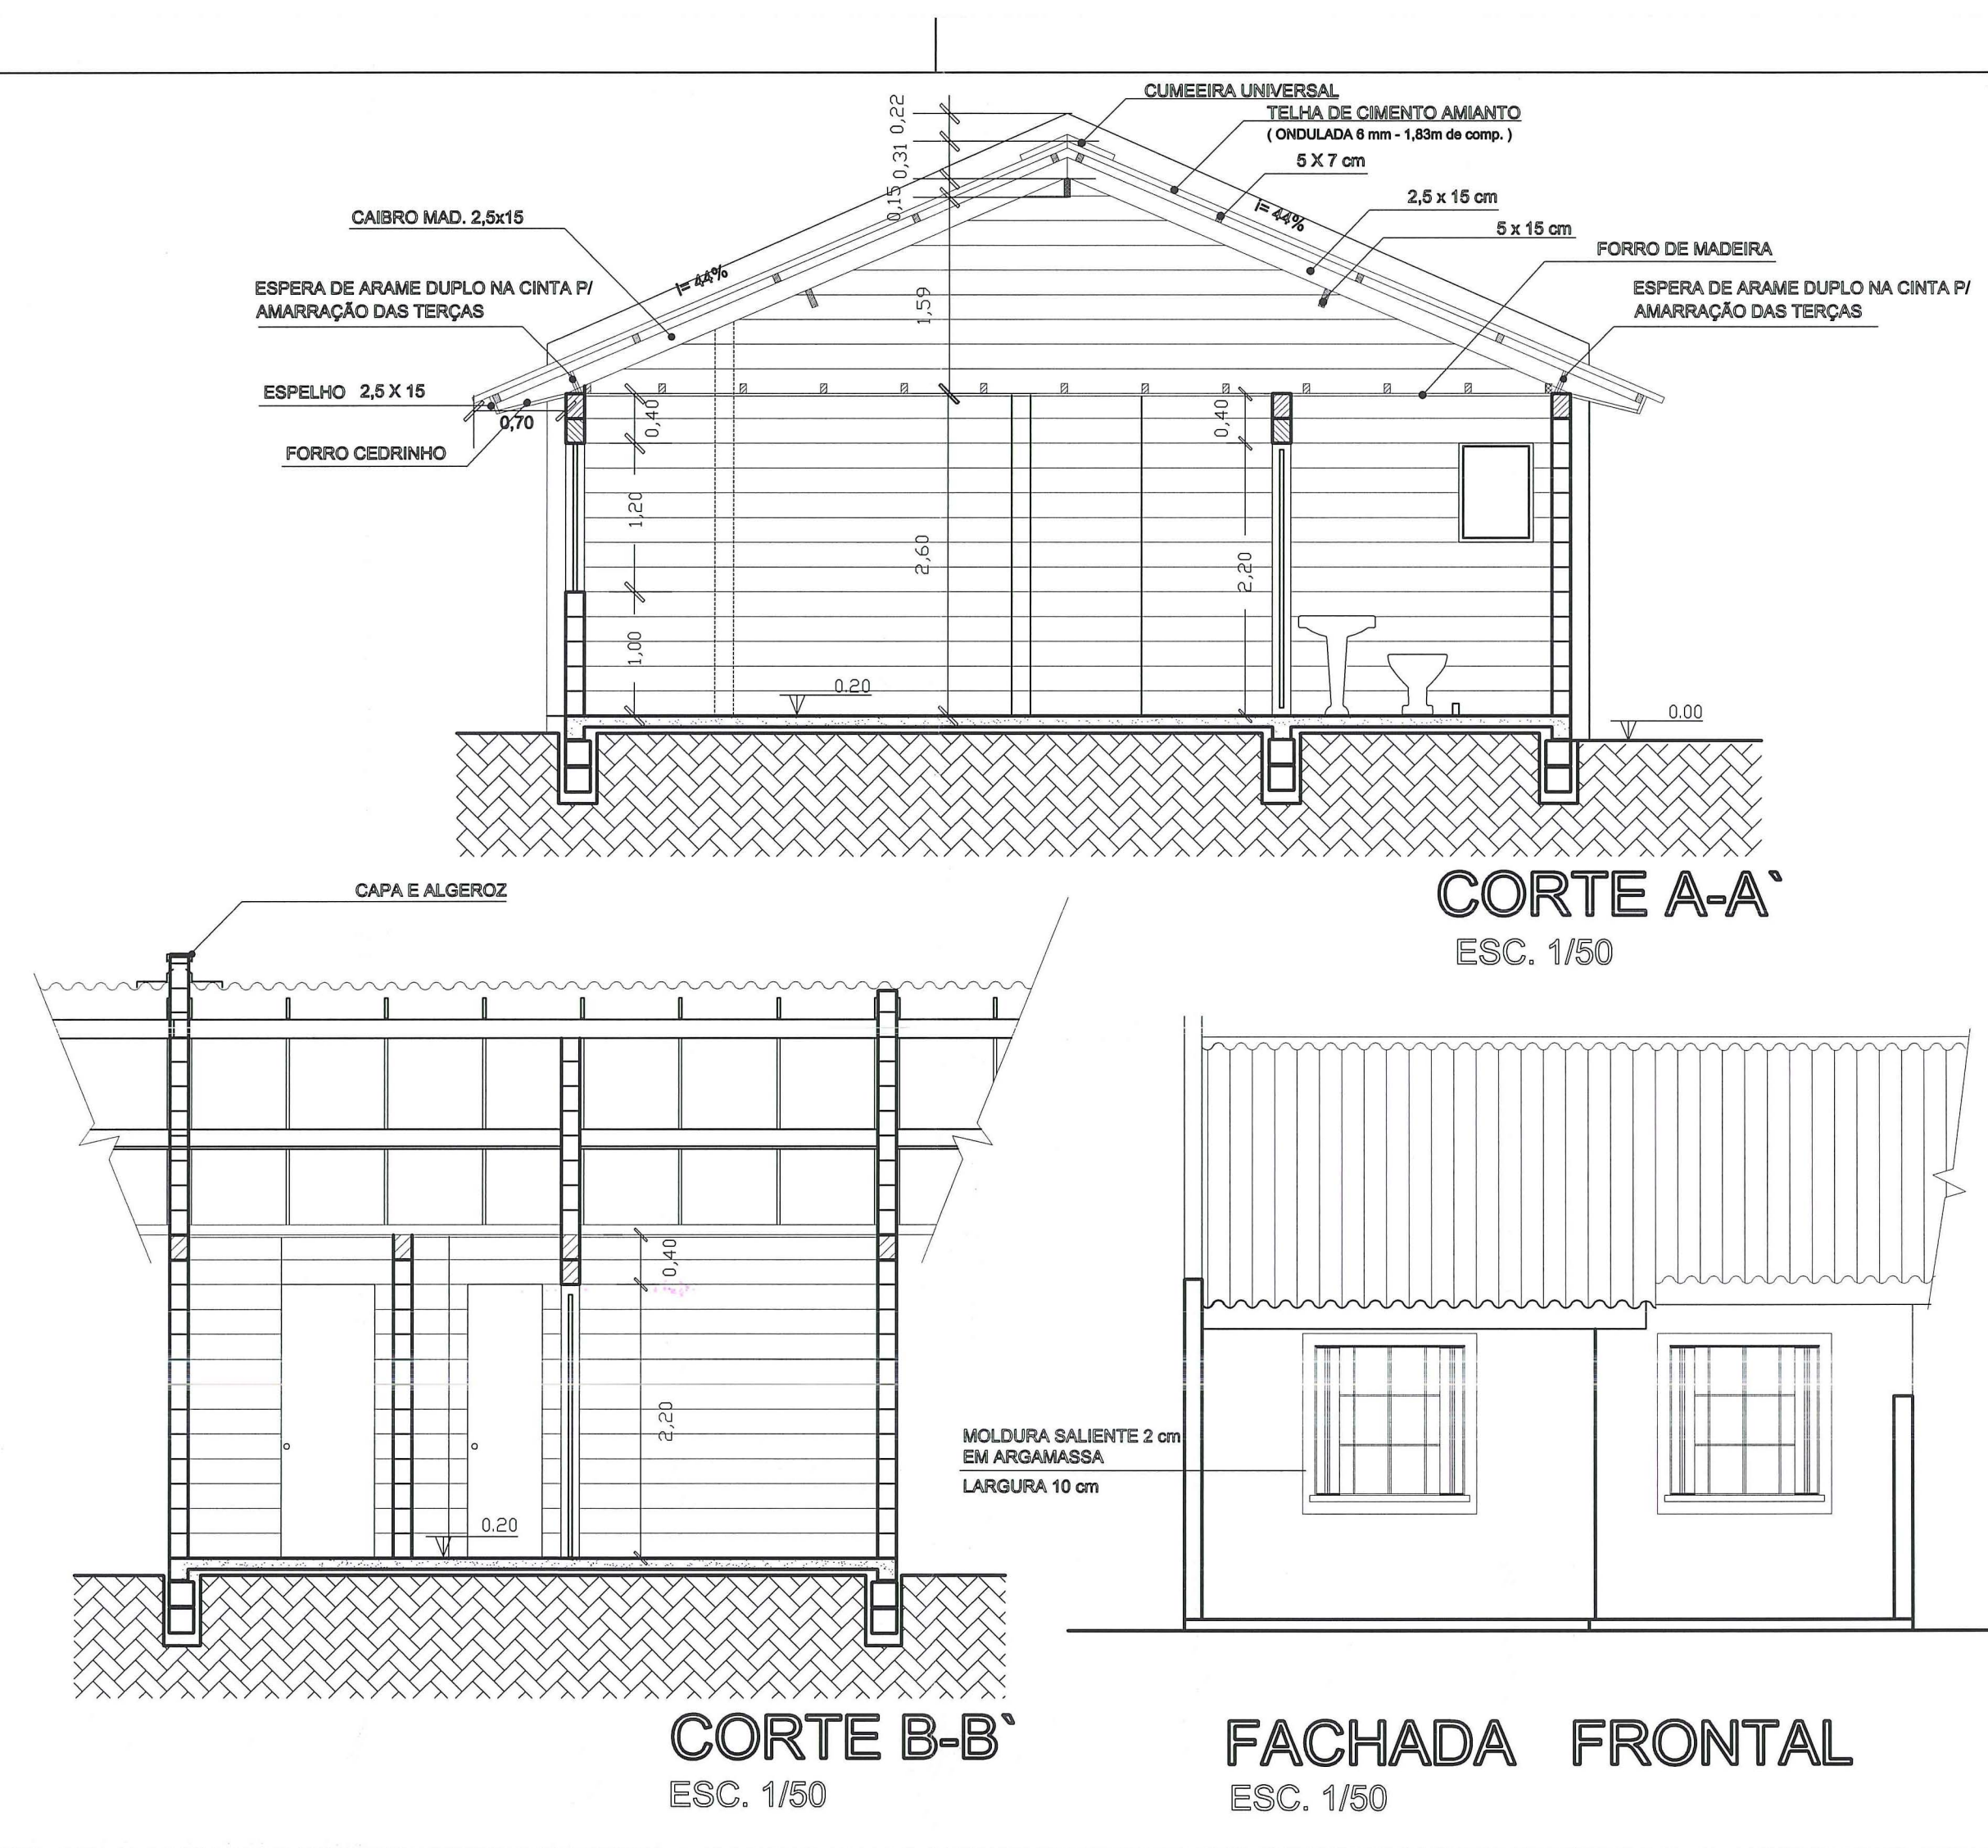 CUMEEIRA UNIVERSAL
TELHA DE CIMENTO AMIANTO
( ONDULADA 6 mm - 1,83m de comp. )
5 X 7 cm
2,5 x 15 cm
5 x 15 cm
FORRO DE MADEIRA
ESPERA DE ARAME DUPLO NA CINTA P/
AMARRAÇÃO DAS TERÇAS
CAIBRO MAD. 2,5x15
ESPERA DE ARAME DUPLO NA CINTA P/
AMARRAÇÃO DAS TERÇAS
ESPELHO 2,5 X 15
FORRO CEDRINHO
0,70
I= 44%
I= 44%
0,22
0,31
0,15
1,59
2,60
0,40
1,20
1,00
0,40
2,20
0.20
0.00
CORTE A-A`
ESC. 1/50
CAPA E ALGEROZ
0,40
2,20
0.20
CORTE B-B`
ESC. 1/50
MOLDURA SALIENTE 2 cm
EM ARGAMASSA
LARGURA 10 cm
FACHADA FRONTAL
ESC. 1/50